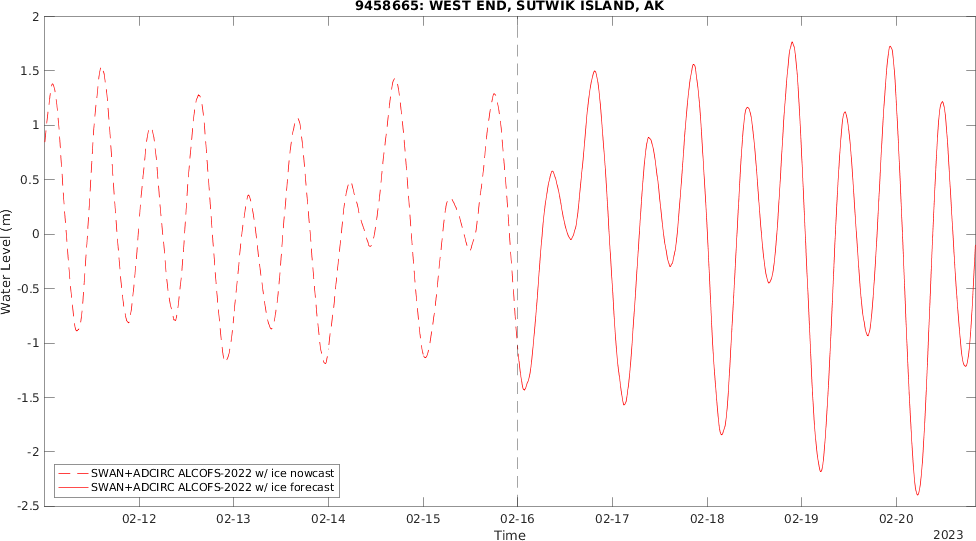 9458665: WEST END, SUTWIK ISLAND, AK
2
1.5
1
0.5
0
-0.5
-1
-1.5
-2
-2.5
Water Level (m)
SWAN+ADCIRC ALCOFS-2022 w/ ice nowcast
SWAN+ADCIRC ALCOFS-2022 w/ ice forecast
02-12 02-13 02-14 02-15 02-16 02-17 02-18 02-19 02-20
Time
2023